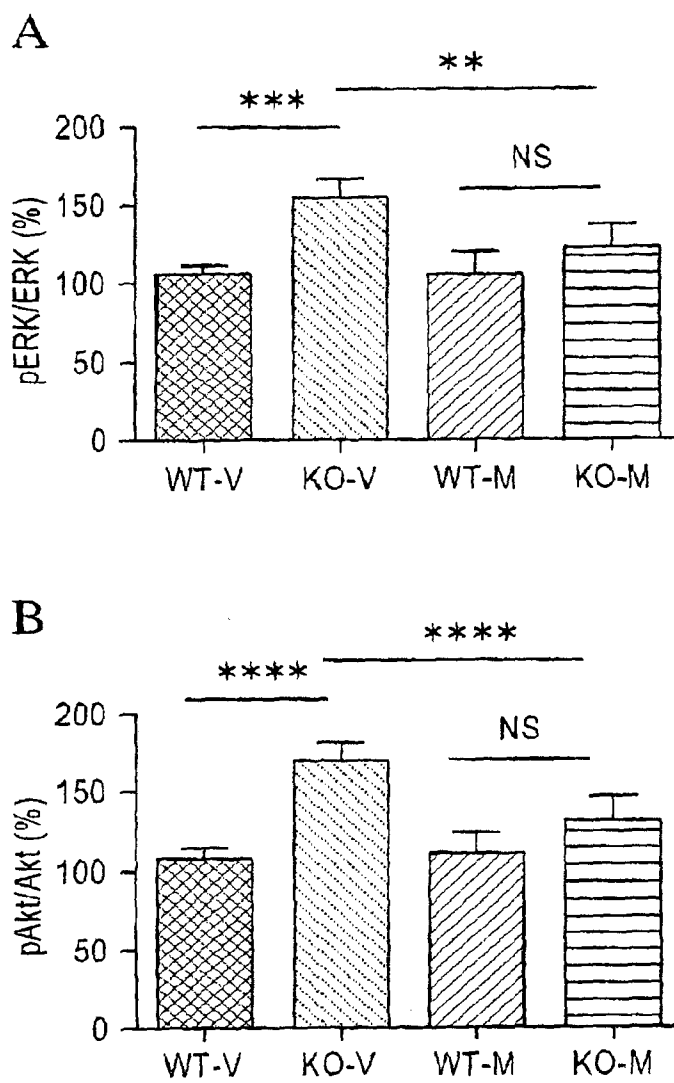 A
**
***
NS
200
150
100
50
0
pERK/ERK (%)
WT-V KO-V WT-M KO-M
B
****
****
NS
200
150
100
50
0
pAkt/Akt (%)
WT-V KO-V WT-M KO-M